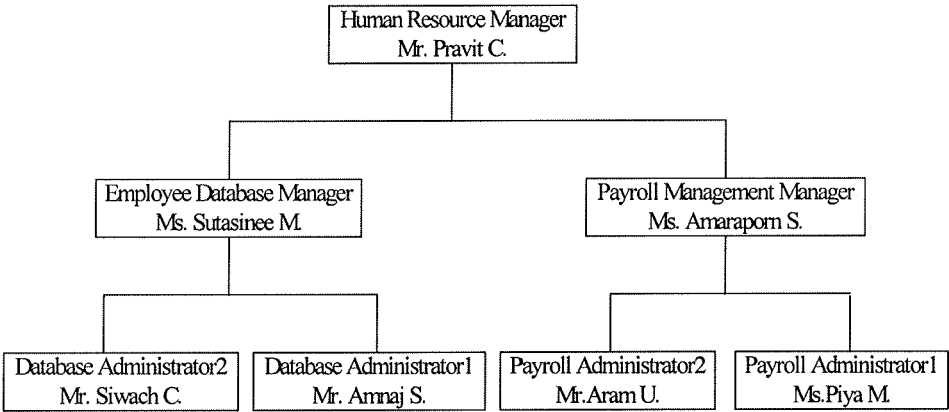 Human Resource Manager
Mr. Pravit C.
Employee Database Manager
Ms. Sutasinee M.
Payroll Management Manager
Ms. Amaraporn S.
Database Administrator2
Mr. Siwach C.
Database Administrator1
Mr. Amnaj S.
Payroll Administrator2
Mr.Aram U.
Payroll Administrator1
Ms.Piya M.